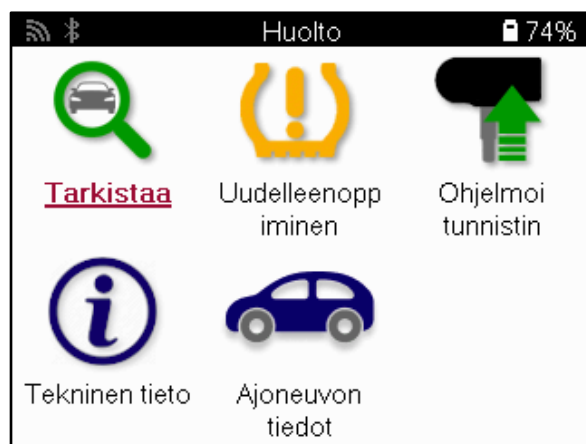 Huolto 74%
Tarkistaa Uudelleenopp Ohjelmoi
iminen tunnistin
Tekninen tieto Ajoneuvon
tiedot